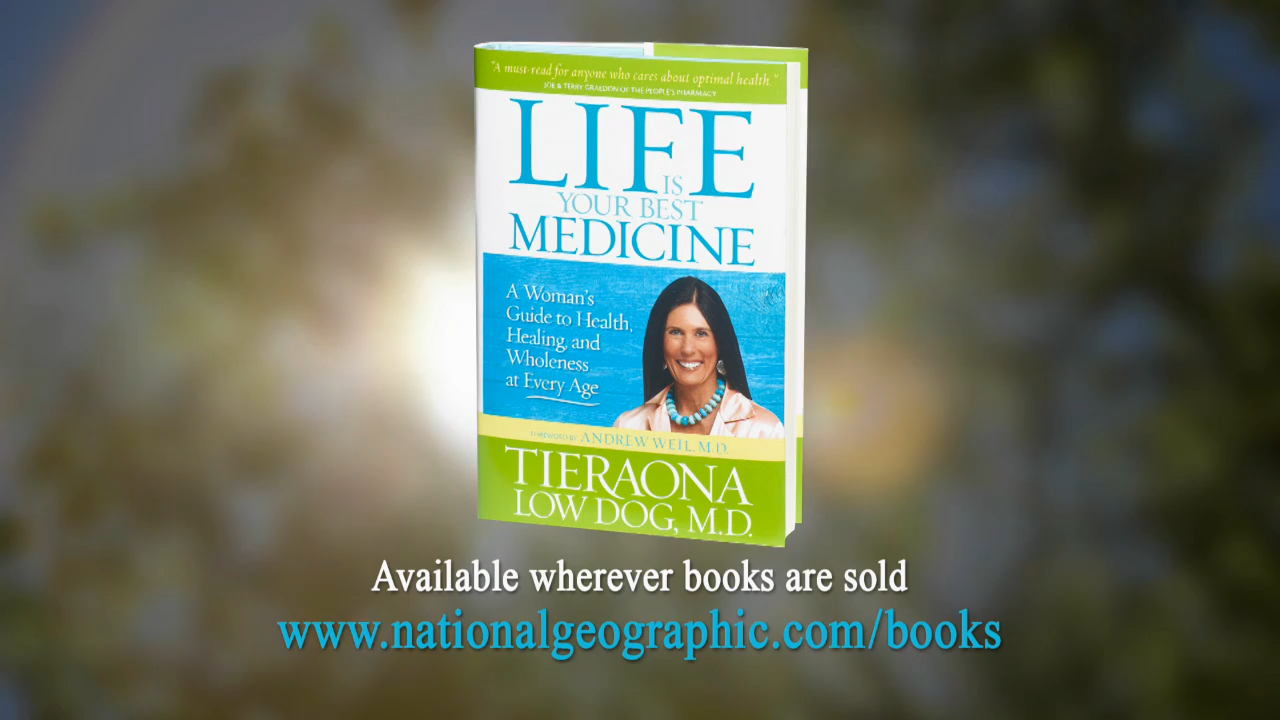 "A must-read for anyone who cares about optimal health."
JOE & TERRY GRAEDON OF THE PEOPLE'S PHARMACY
LIFE
IS
YOUR BEST
MEDICINE
A Woman's
Guide to Health,
Healing, and
Wholeness
at Every Age
FOREWORD BY ANDREW WEIL, M.D.
TIERAONA
LOW DOG, M.D.
Available wherever books are sold
www.nationalgeographic.com/books